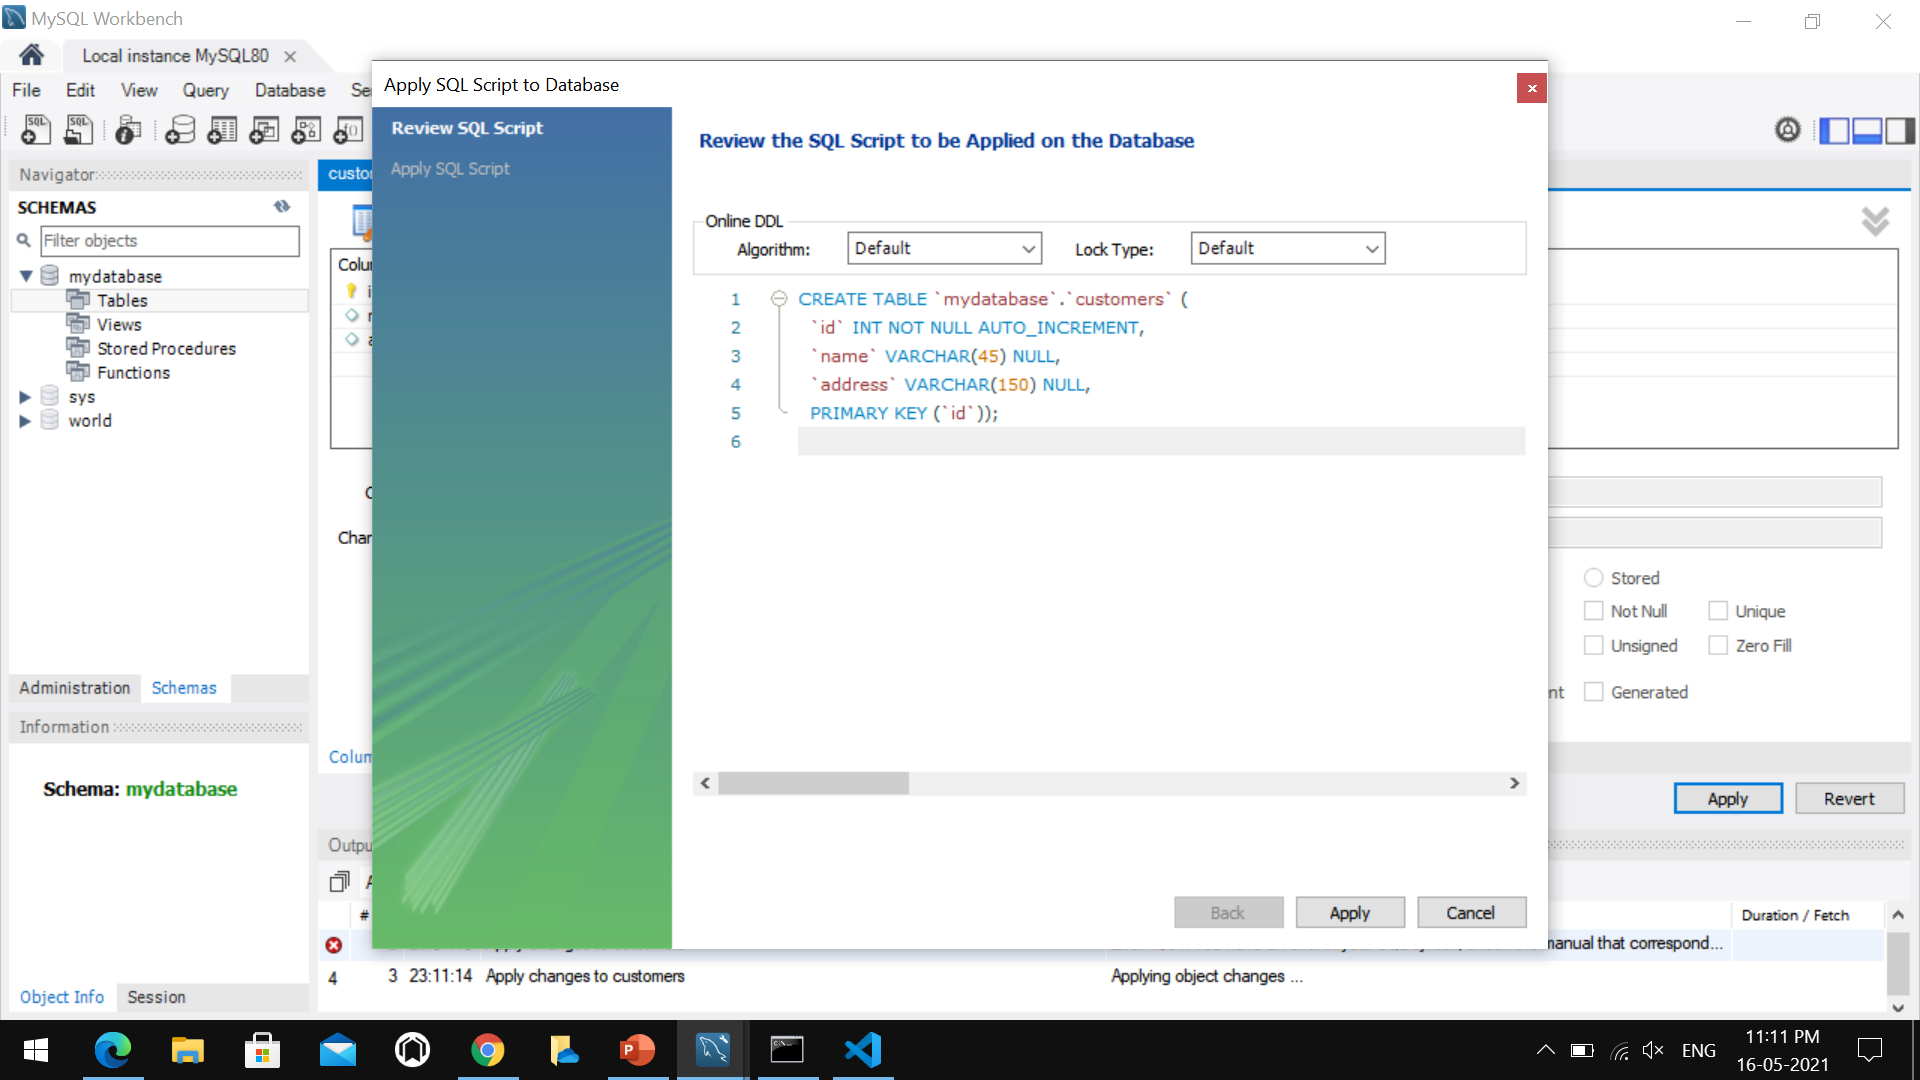 MySQL Workbench
Local instance MySQL80
File Edit View Query Database
Navigator
SCHEMAS
Filter objects
mydatabase
Tables
Views
Stored Procedures
Functions
sys
world
Administration Schemas
Information
Schema: mydatabase
Object Info Session
Apply SQL Script to Database
Review SQL Script
Apply SQL Script
Review the SQL Script to be Applied on the Database
Online DDL
Algorithm: Default Lock Type: Default
1 CREATE TABLE `mydatabase`.`customers` (
2 `id` INT NOT NULL AUTO_INCREMENT,
3 `name` VARCHAR(45) NULL,
4 `address` VARCHAR(150) NULL,
5 PRIMARY KEY (`id`));
6
Back Apply Cancel
Stored
Not Null Unique
Unsigned Zero Fill
Generated
Apply Revert
# Duration / Fetch
manual that correspond...
4 3 23:11:14 Apply changes to customers Applying object changes ...
ENG
11:11 PM
16-05-2021